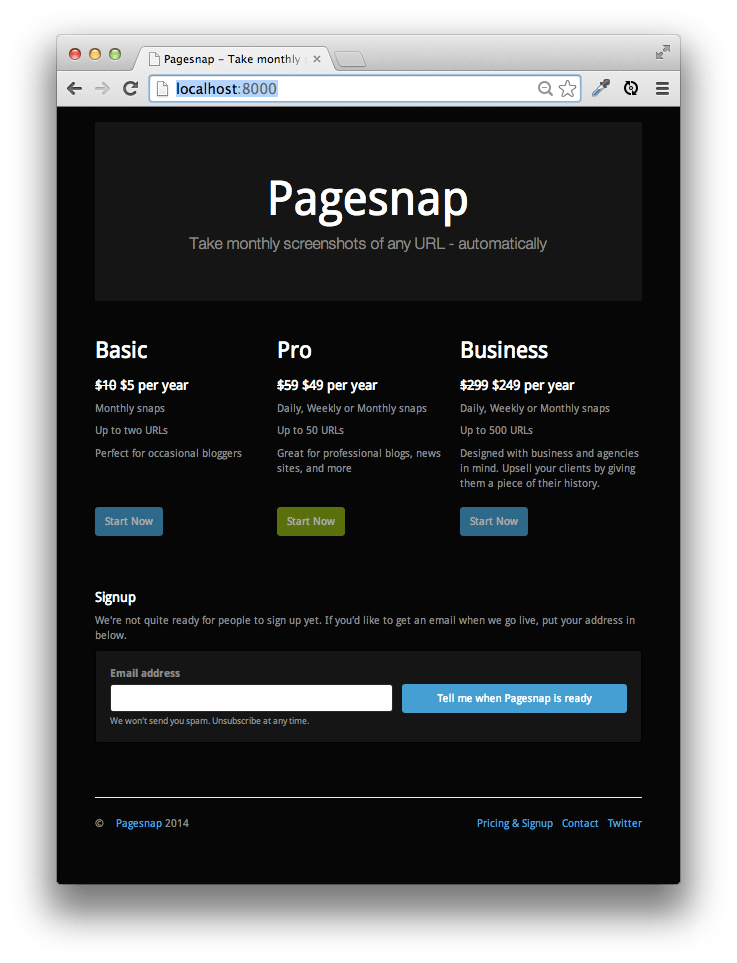 Pagesnap – Take monthly
localhost:8000
Pagesnap
Take monthly screenshots of any URL - automatically
Basic
$10 $5 per year
Monthly snaps
Up to two URLs
Perfect for occasional bloggers
Start Now
Pro
$59 $49 per year
Daily, Weekly or Monthly snaps
Up to 50 URLs
Great for professional blogs, news
sites, and more
Start Now
Business
$299 $249 per year
Daily, Weekly or Monthly snaps
Up to 500 URLs
Designed with business and agencies
in mind. Upsell your clients by giving
them a piece of their history.
Start Now
Signup
We're not quite ready for people to sign up yet. If you'd like to get an email when we go live, put your address in
below.
Email address
Tell me when Pagesnap is ready
We won't send you spam. Unsubscribe at any time.
© Pagesnap 2014
Pricing & Signup Contact Twitter